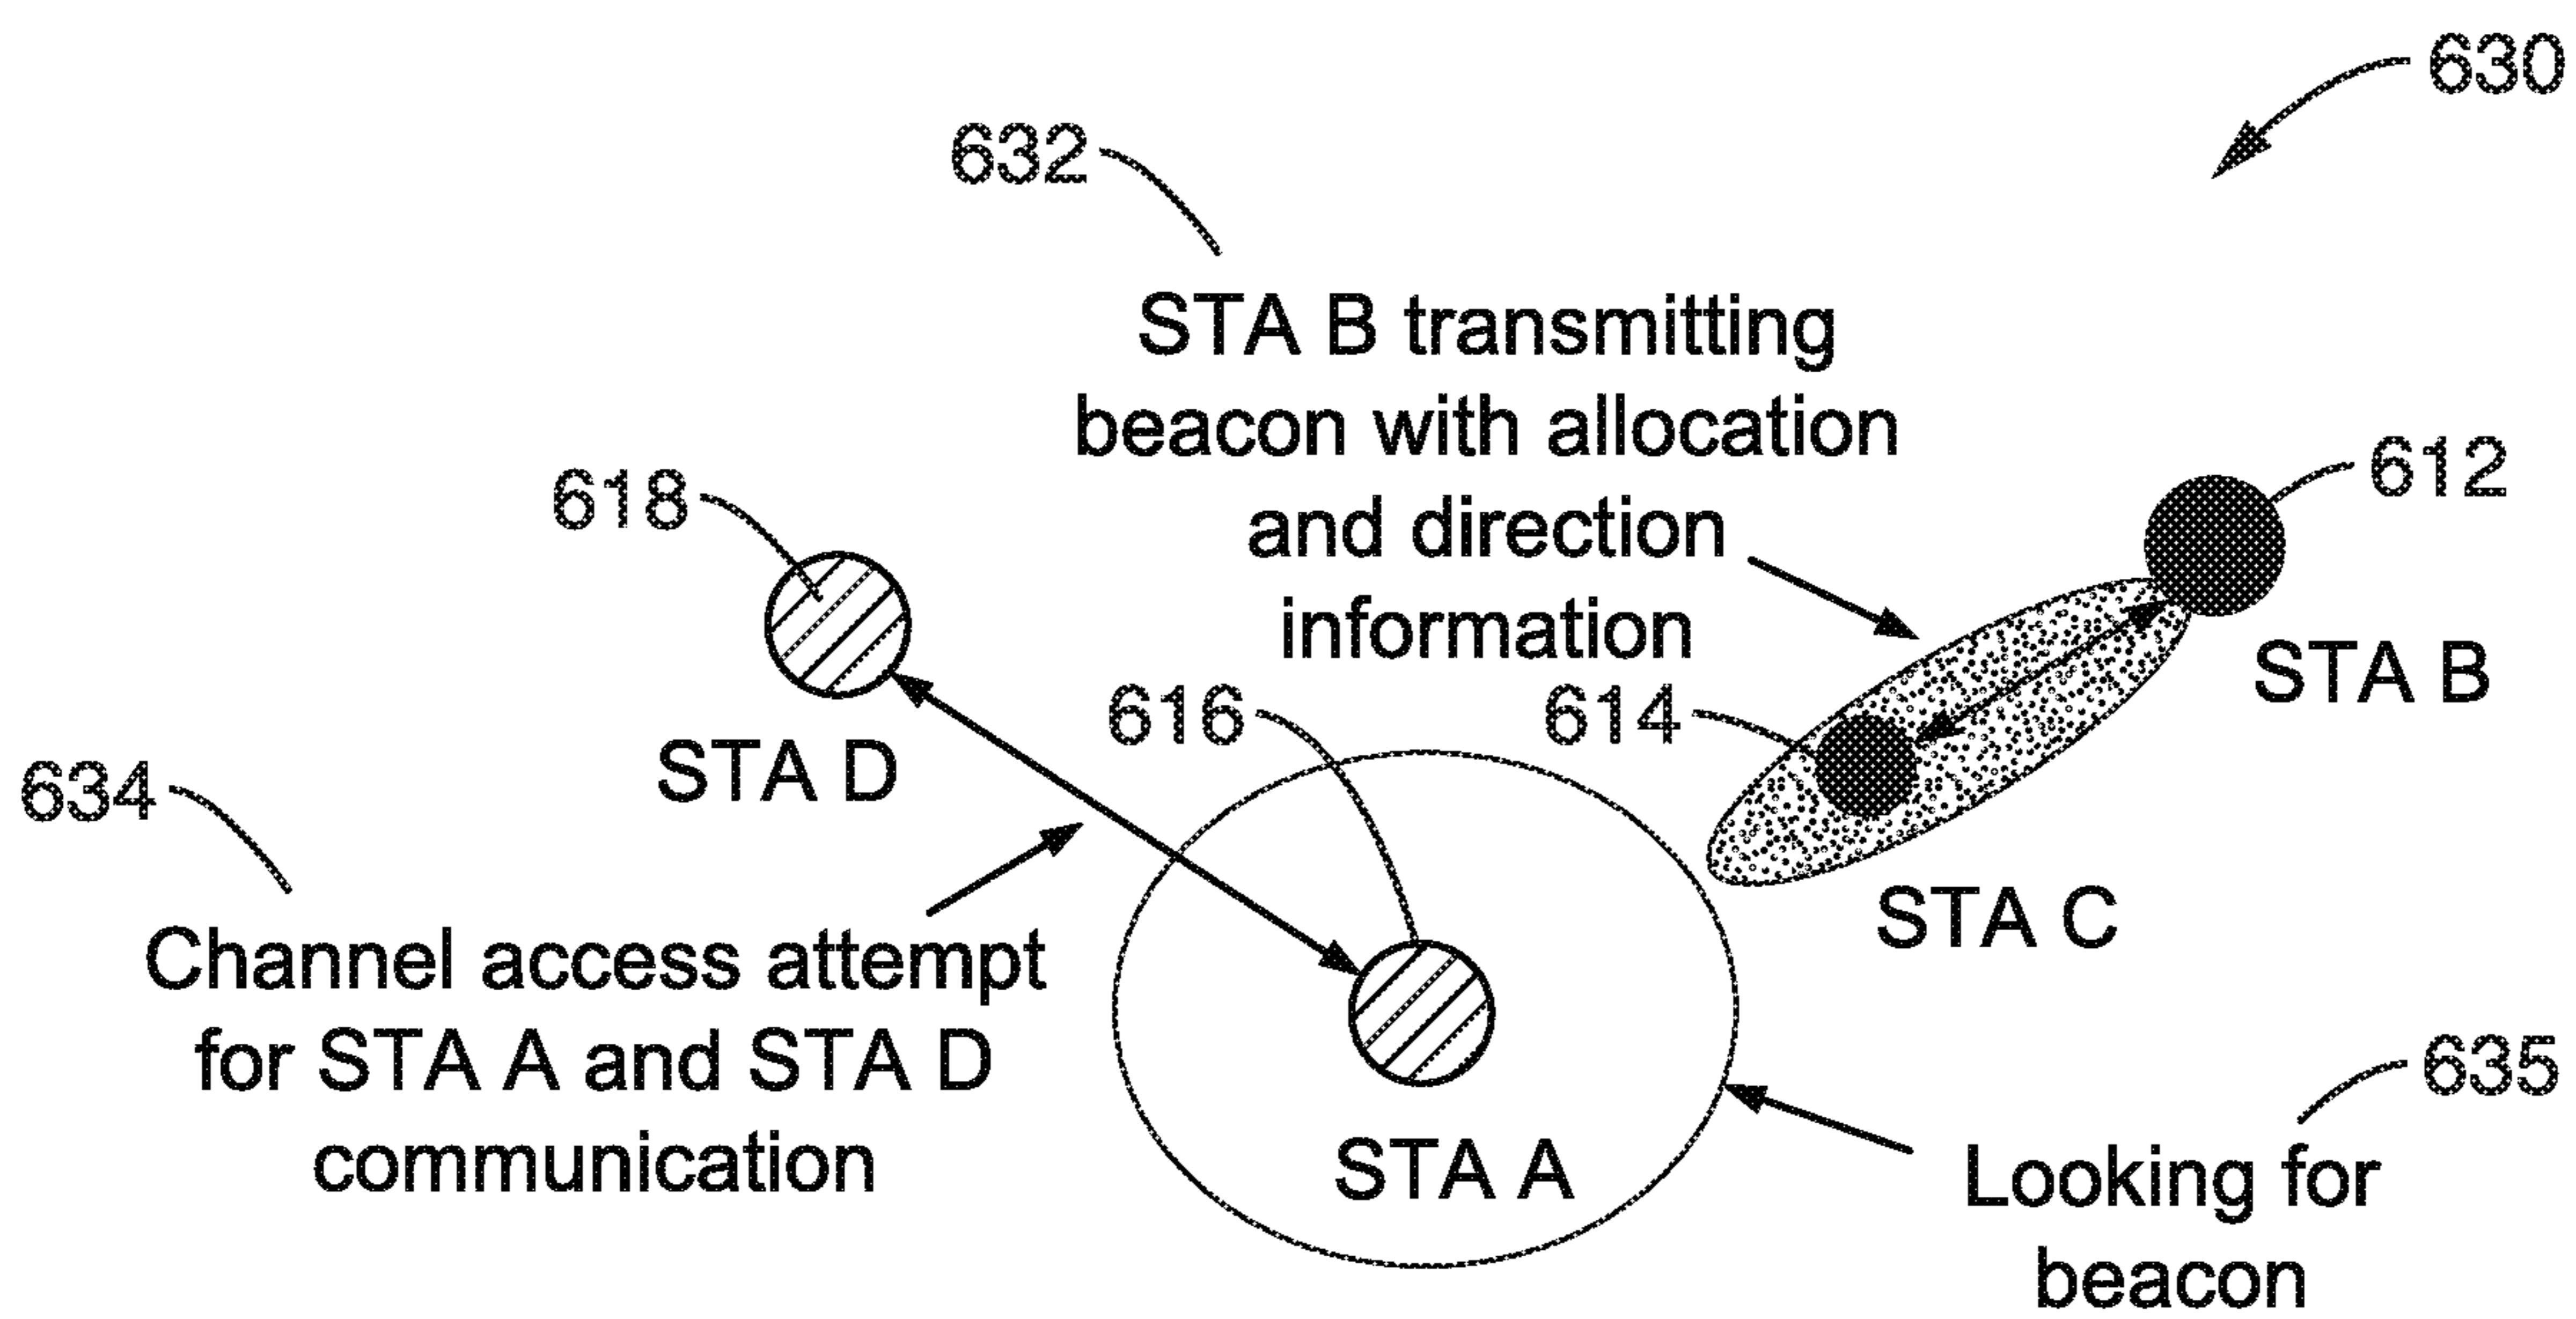 630
632
STA B transmitting
beacon with allocation
and direction
information
612
618
STA B
616
614
STA D
634
STA C
Channel access attempt
for STA A and STA D
communication
635
STA A
Looking for
beacon